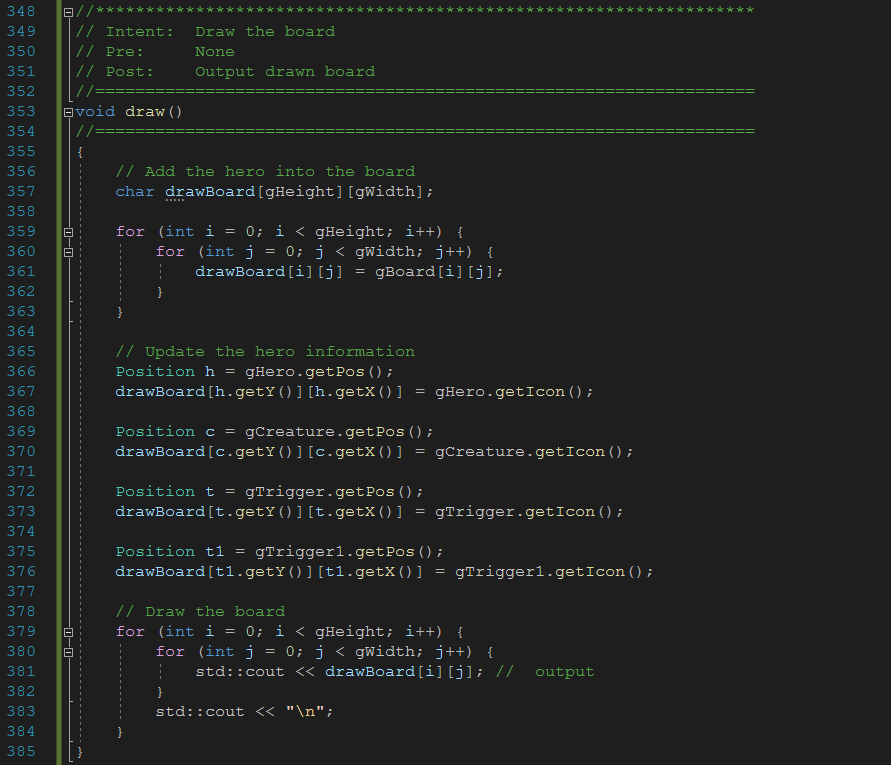 348 //******************************************************************
349 // Intent:  Draw the board
350 // Pre:     None
351 // Post:    Output drawn board
352 //==================================================================
353 void draw()
354 //==================================================================
355 {
356     // Add the hero into the board
357     char drawBoard[gHeight][gWidth];
358
359     for (int i = 0; i < gHeight; i++) {
360         for (int j = 0; j < gWidth; j++) {
361             drawBoard[i][j] = gBoard[i][j];
362         }
363     }
364
365     // Update the hero information
366     Position h = gHero.getPos();
367     drawBoard[h.getY()][h.getX()] = gHero.getIcon();
368
369     Position c = gCreature.getPos();
370     drawBoard[c.getY()][c.getX()] = gCreature.getIcon();
371
372     Position t = gTrigger.getPos();
373     drawBoard[t.getY()][t.getX()] = gTrigger.getIcon();
374
375     Position t1 = gTrigger1.getPos();
376     drawBoard[t1.getY()][t1.getX()] = gTrigger1.getIcon();
377
378     // Draw the board
379     for (int i = 0; i < gHeight; i++) {
380         for (int j = 0; j < gWidth; j++) {
381             std::cout << drawBoard[i][j]; //  output
382         }
383         std::cout << "\n";
384     }
385 }